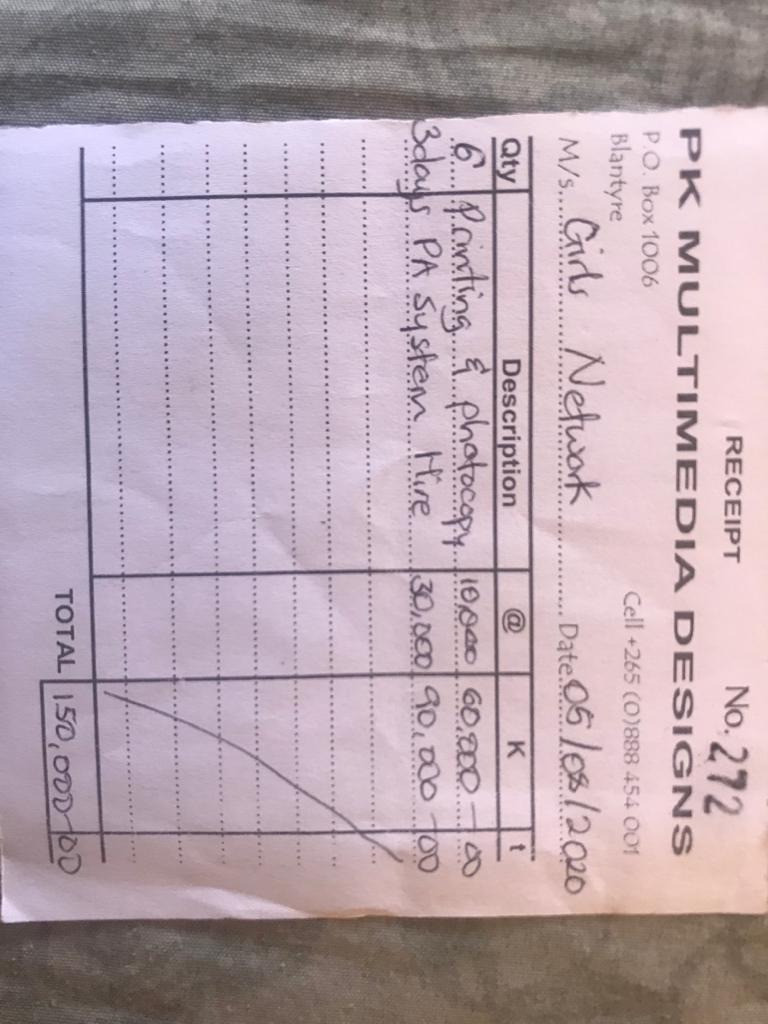 RECEIPT No. 272
PK MULTIMEDIA DESIGNS
P.O. Box 1006 Cell +265 (0)888 454 001
Blantyre
M/s. Girls Network Date 05/08/2020
Qty Description @ K t
6 Printing & photocopy 10,000 60,000 - 00
3days PA System Hire 30,000 90,000 - 00
TOTAL 150,000-00